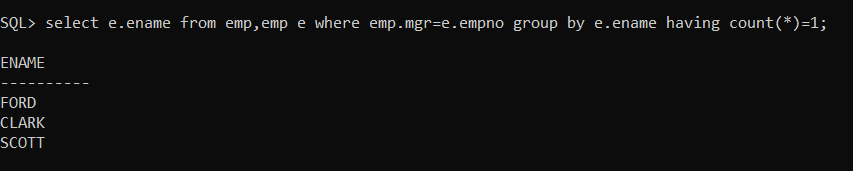 SQL> select e.ename from emp,emp e where emp.mgr=e.empno group by e.ename having count(*)=1;
ENAME
----------
FORD
CLARK
SCOTT